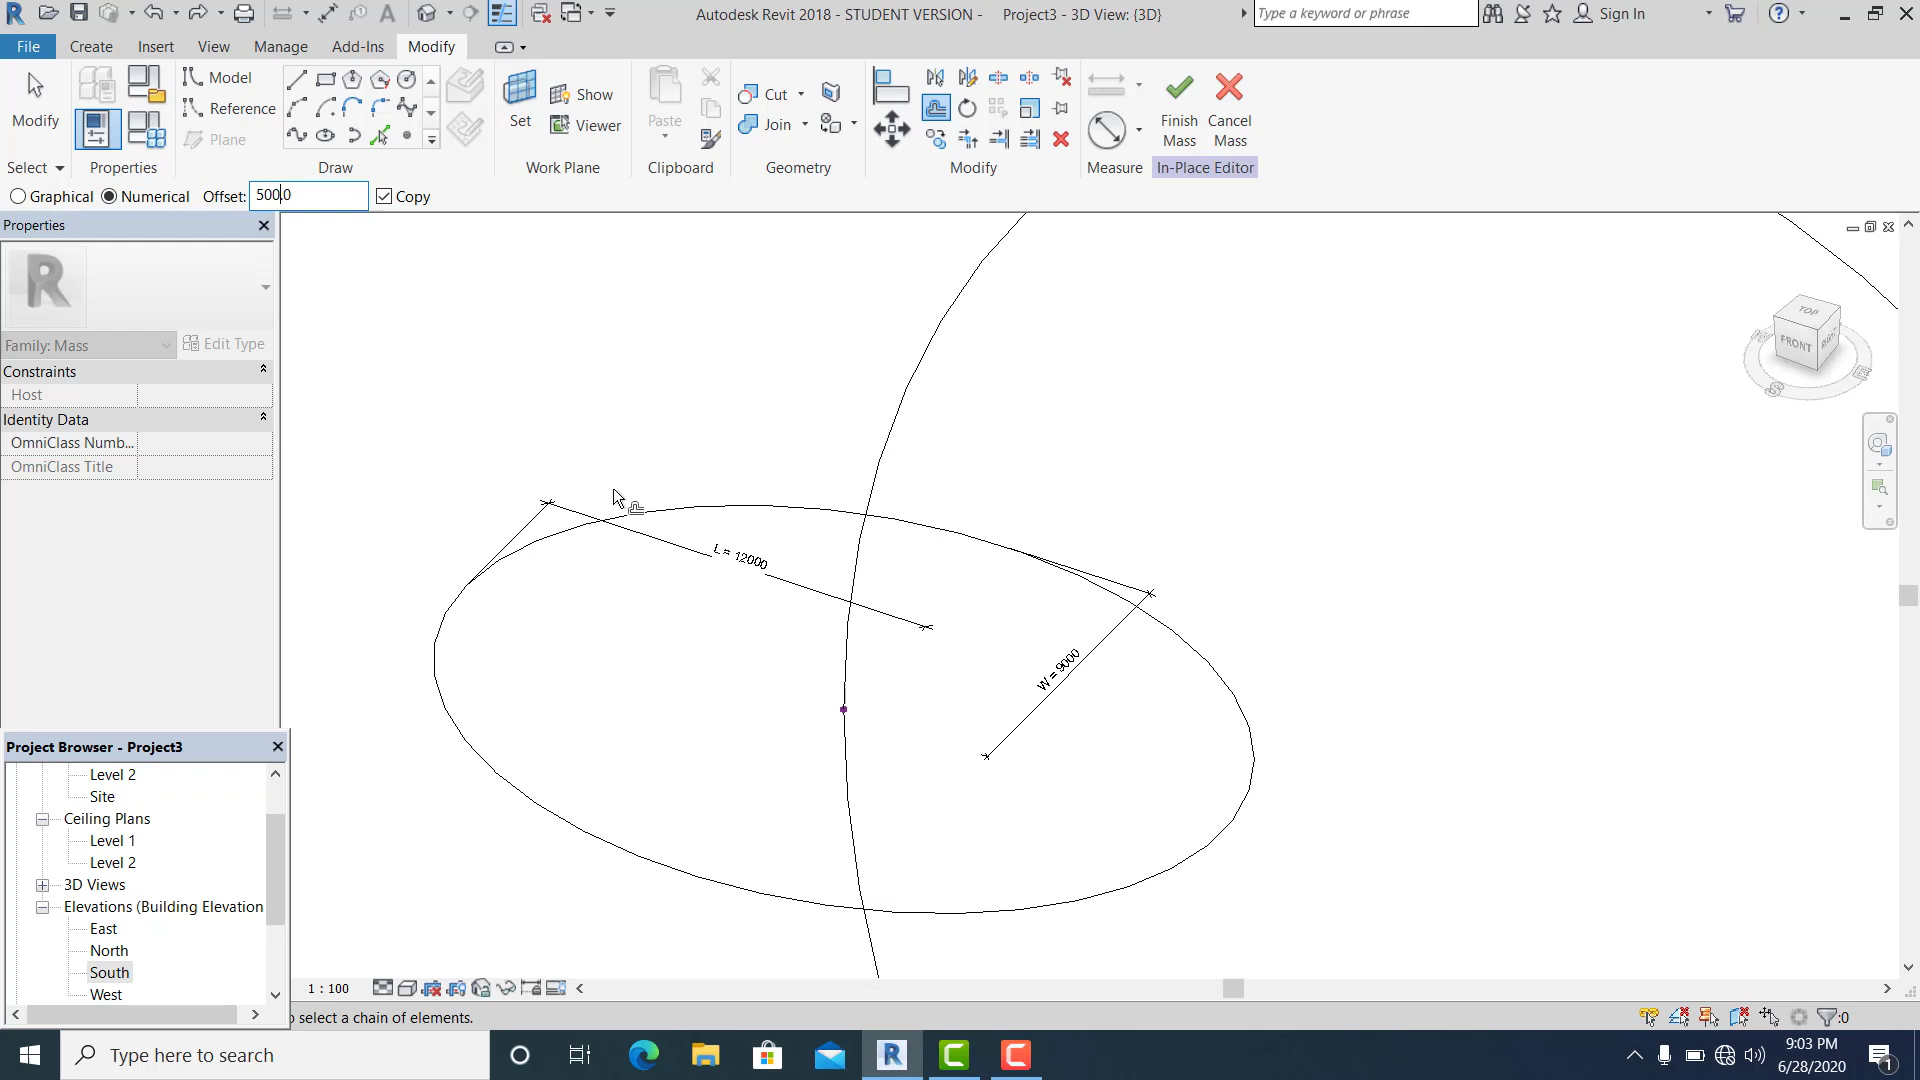 Autodesk Revit 2018 - STUDENT VERSION - Project3 - 3D View: {3D}
Type a keyword or phrase
Sign In
File Create Insert View Manage Add-Ins Modify
Modify
Select
Properties
Model
Reference
Plane
Draw
Set
Show
Viewer
Work Plane
Paste
Clipboard
Cut
Join
Geometry
Modify
Measure
Finish Mass
Cancel Mass
In-Place Editor
Graphical Numerical Offset: 500.0 Copy
Properties
Family: Mass Edit Type
Constraints
Host
Identity Data
OmniClass Numb...
OmniClass Title
L = 12000
W = 9000
TOP
FRONT
RIGHT
S
E
Project Browser - Project3
Level 2
Site
Ceiling Plans
Level 1
Level 2
3D Views
Elevations (Building Elevation
East
North
South
West
1 : 100
o select a chain of elements.
:0
Type here to search
9:03 PM
6/28/2020
1